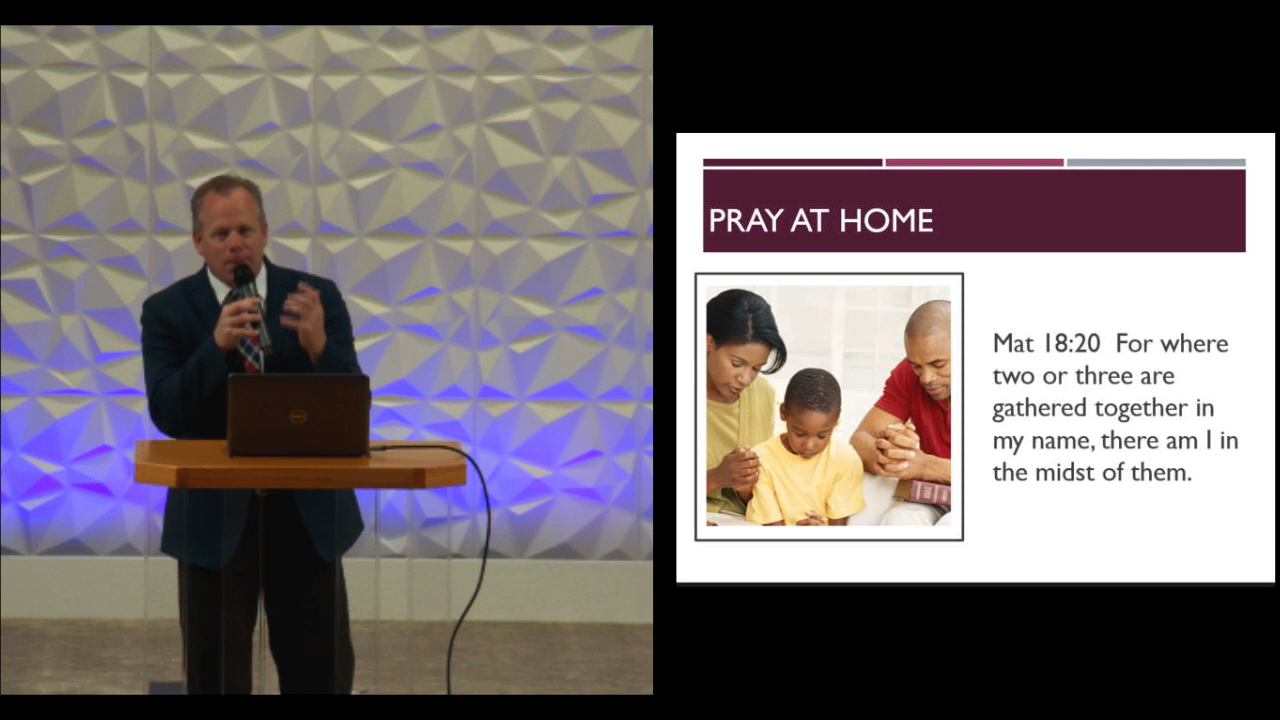 PRAY AT HOME
Mat 18:20 For where
two or three are
gathered together in
my name, there am I in
the midst of them.